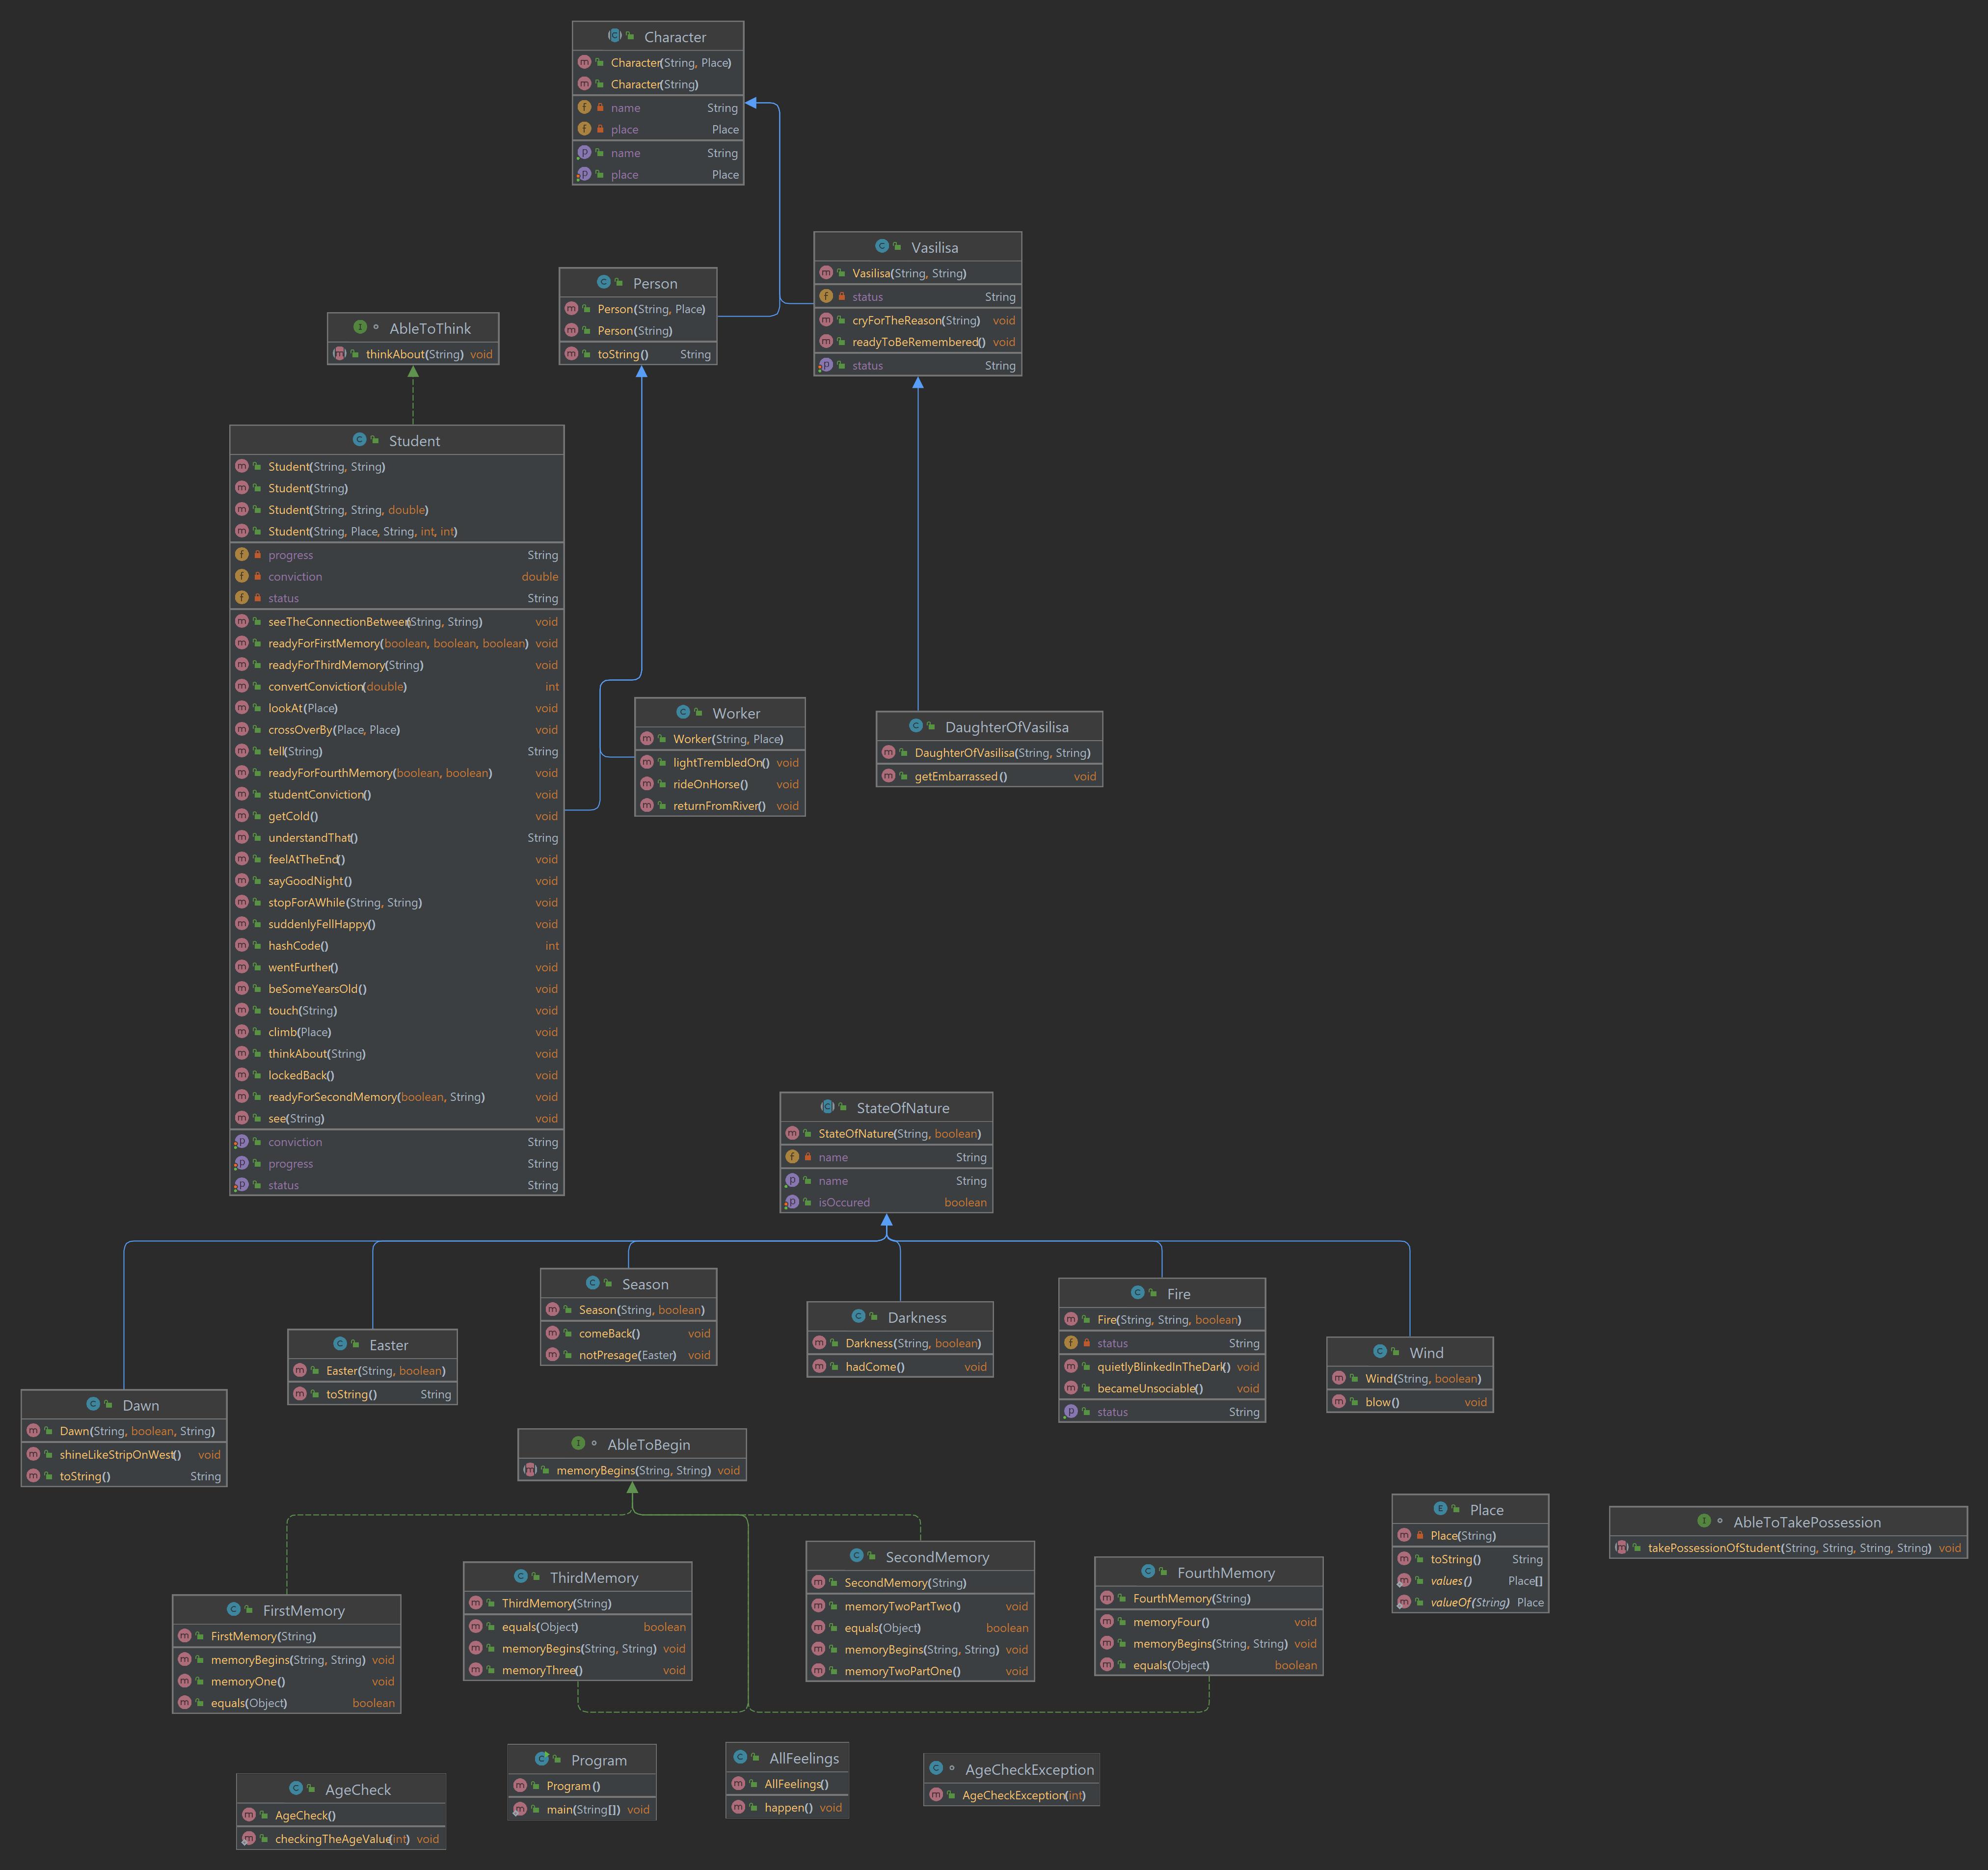 Character
Character(String, Place)
Character(String)
name String
place Place
name String
place Place
Vasilisa
Vasilisa(String, String)
status String
cryForTheReason(String) void
readyToBeRemembered() void
status String
Person
Person(String, Place)
Person(String)
toString() String
AbleToThink
thinkAbout(String) void
Student
Student(String, String)
Student(String)
Student(String, String, double)
Student(String, Place, String, int, int)
progress String
conviction double
status String
seeTheConnectionBetween(String, String) void
readyForFirstMemory(boolean, boolean, boolean) void
readyForThirdMemory(String) void
convertConviction(double) int
lookAt(Place) void
crossOverBy(Place, Place) void
tell(String) String
readyForFourthMemory(boolean, boolean) void
studentConviction() void
getCold() void
understandThat() String
feelAtTheEnd() void
sayGoodNight() void
stopForAWhile(String, String) void
suddenlyFellHappy() void
hashCode() int
wentFurther() void
beSomeYearsOld() void
touch(String) void
climb(Place) void
thinkAbout(String) void
lockedBack() void
readyForSecondMemory(boolean, String) void
see(String) void
conviction String
progress String
status String
Worker
Worker(String, Place)
lightTrembledOn() void
rideOnHorse() void
returnFromRiver() void
DaughterOfVasilisa
DaughterOfVasilisa(String, String)
getEmbarrassed() void
StateOfNature
StateOfNature(String, boolean)
name String
name String
isOccured boolean
Season
Season(String, boolean)
comeBack() void
notPresage(Easter) void
Darkness
Darkness(String, boolean)
hadCome() void
Fire
Fire(String, String, boolean)
status String
quietlyBlinkedInTheDark() void
becameUnsociable() void
status String
Easter
Easter(String, boolean)
toString() String
Wind
Wind(String, boolean)
blow() void
Dawn
Dawn(String, boolean, String)
shineLikeStripOnWest() void
toString() String
AbleToBegin
memoryBegins(String, String) void
Place
Place(String)
toString() String
values() Place[]
valueOf(String) Place
AbleToTakePossession
takePossessionOfStudent(String, String, String, String) void
SecondMemory
SecondMemory(String)
memoryTwoPartTwo() void
equals(Object) boolean
memoryBegins(String, String) void
memoryTwoPartOne() void
ThirdMemory
ThirdMemory(String)
equals(Object) boolean
memoryBegins(String, String) void
memoryThree() void
FourthMemory
FourthMemory(String)
memoryFour() void
memoryBegins(String, String) void
equals(Object) boolean
FirstMemory
FirstMemory(String)
memoryBegins(String, String) void
memoryOne() void
equals(Object) boolean
AgeCheck
AgeCheck()
checkingTheAgeValue(int) void
Program
Program()
main(String[]) void
AllFeelings
AllFeelings()
happen() void
AgeCheckException
AgeCheckException(int)